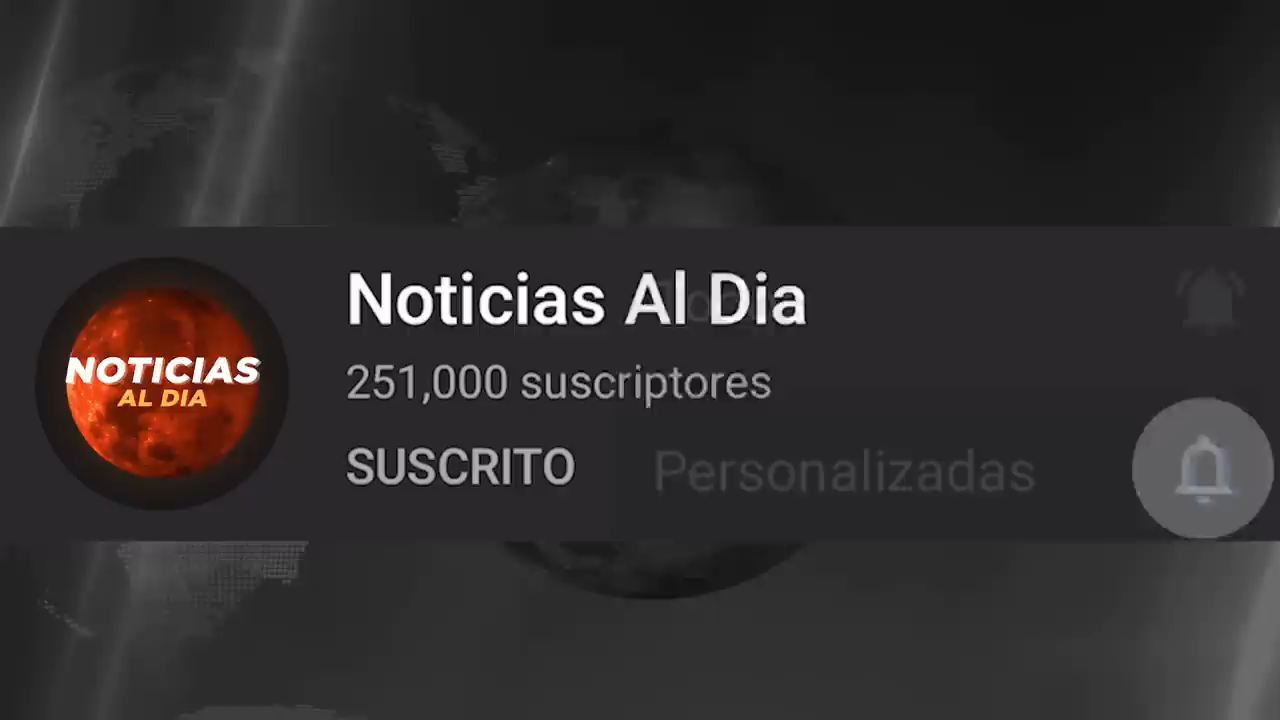 NOTICIAS
AL DIA
Noticias Al Dia
251,000 suscriptores
SUSCRITO
Personalizadas